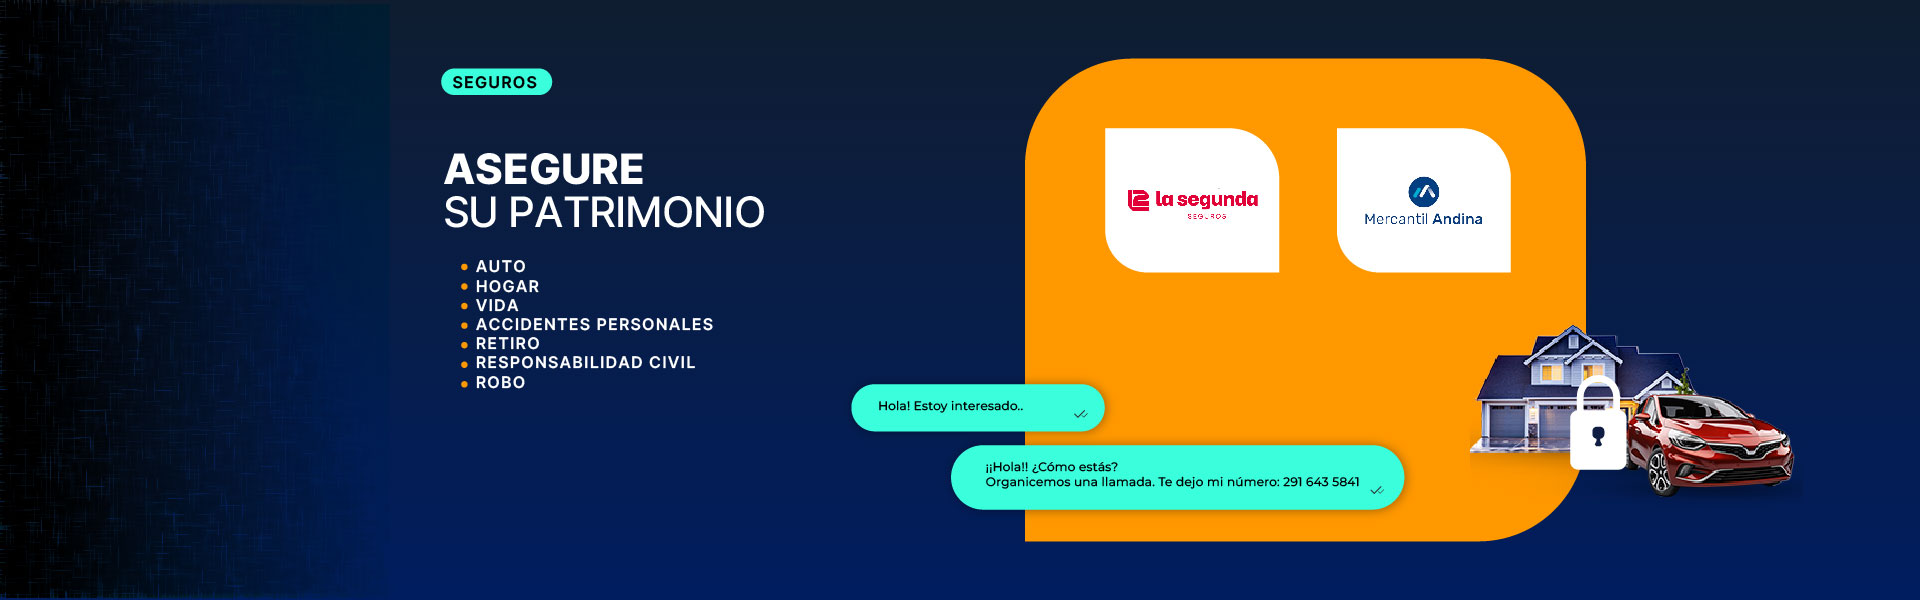 SEGUROS
ASEGURE
SU PATRIMONIO
AUTO
HOGAR
VIDA
ACCIDENTES PERSONALES
RETIRO
RESPONSABILIDAD CIVIL
ROBO
la segunda
SEGUROS
Mercantil Andina
Hola! Estoy interesado..
¡¡Hola!! ¿Cómo estás?
Organicemos una llamada. Te dejo mi número: 291 643 5841